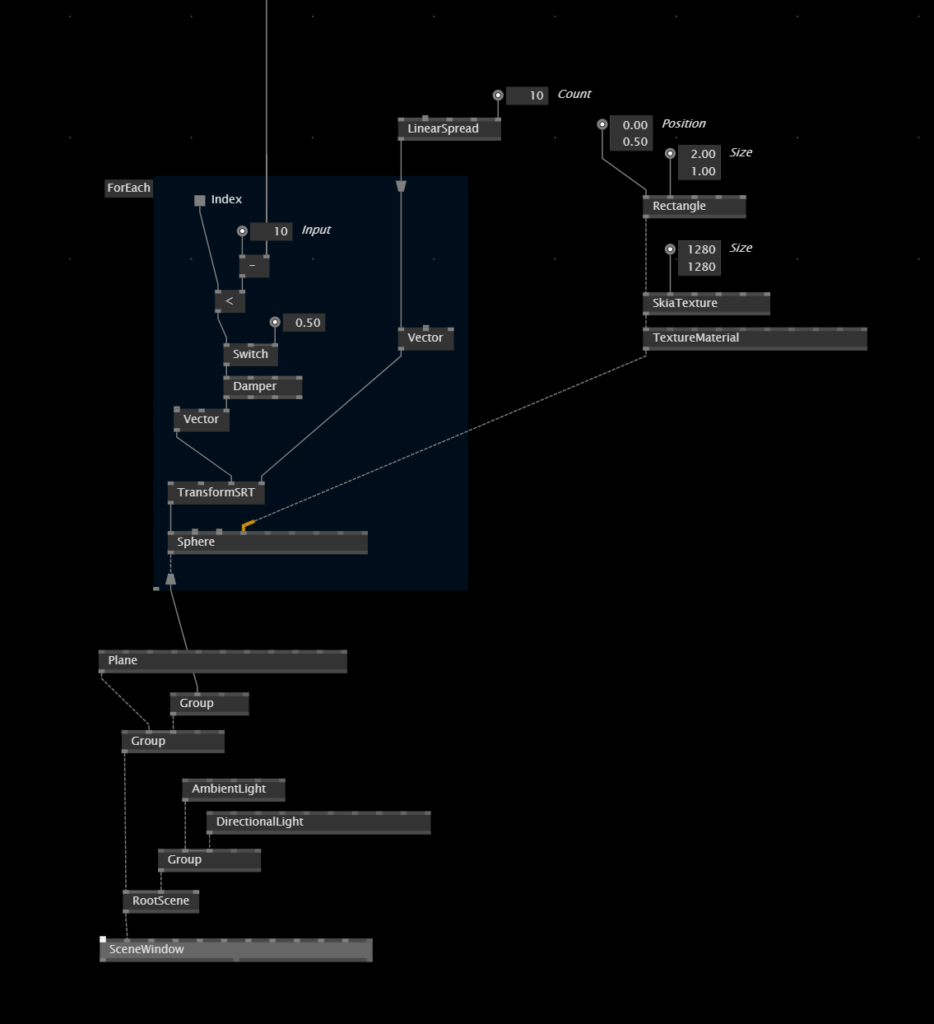 10 Count
LinearSpread
0.00 Position
0.50
2.00 Size
1.00
ForEach
Index
Rectangle
10 Input
1280 Size
1280
−
<
SkiaTexture
0.50
Vector
TextureMaterial
Switch
Damper
Vector
TransformSRT
Sphere
Plane
Group
Group
AmbientLight
DirectionalLight
Group
RootScene
SceneWindow